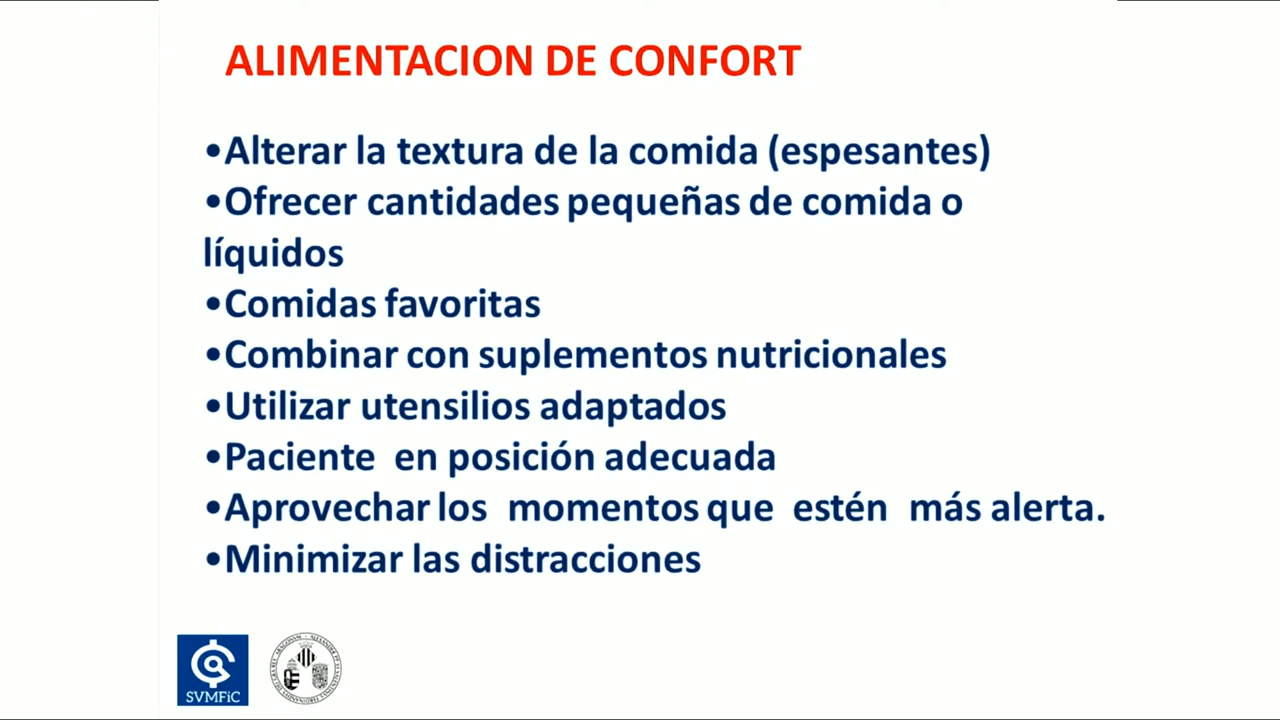 ALIMENTACION DE CONFORT
•Alterar la textura de la comida (espesantes)
•Ofrecer cantidades pequeñas de comida o
líquidos
•Comidas favoritas
•Combinar con suplementos nutricionales
•Utilizar utensilios adaptados
•Paciente en posición adecuada
•Aprovechar los momentos que estén más alerta.
•Minimizar las distracciones
SVMFiC